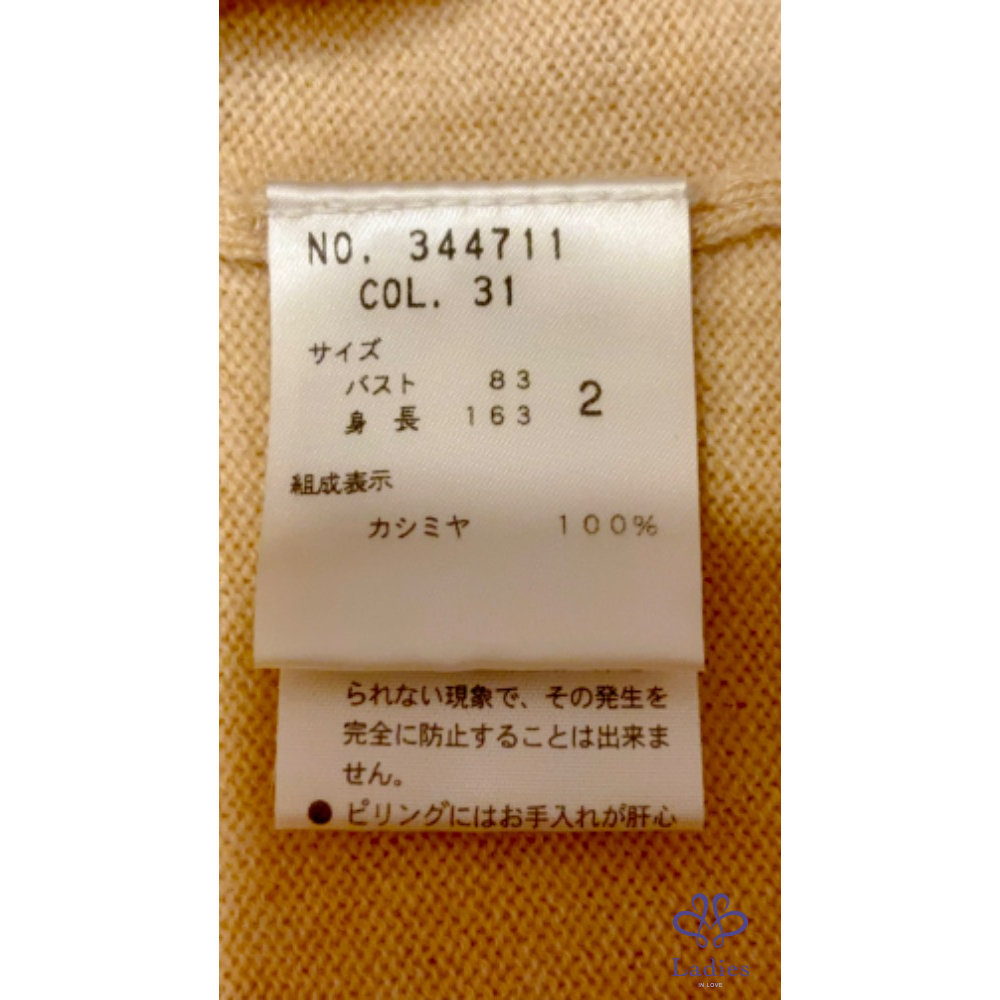 NO. 344711
COL. 31
サイズ
バスト 83
身長 163 2
組成表示
カシミヤ 100%
られない現象で、その発生を
完全に防止することは出来ま
せん。
● ピリングにはお手入れが肝心
Ladies
IN LOVE